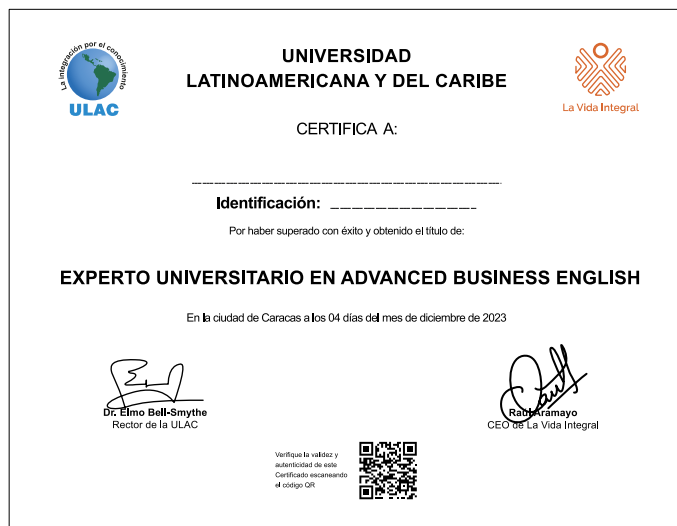 La integración por el conocimiento
ULAC
UNIVERSIDAD
LATINOAMERICANA Y DEL CARIBE
La Vida Integral
CERTIFICA A:
Identificación:
Por haber superado con éxito y obtenido el título de:
EXPERTO UNIVERSITARIO EN ADVANCED BUSINESS ENGLISH
En la ciudad de Caracas a los 04 días del mes de diciembre de 2023
Dr. Elmo Bell-Smythe
Rector de la ULAC
Raúl Aramayo
CEO de La Vida Integral
Verifique la validez y
autenticidad de este
Certificado escaneando
el código QR